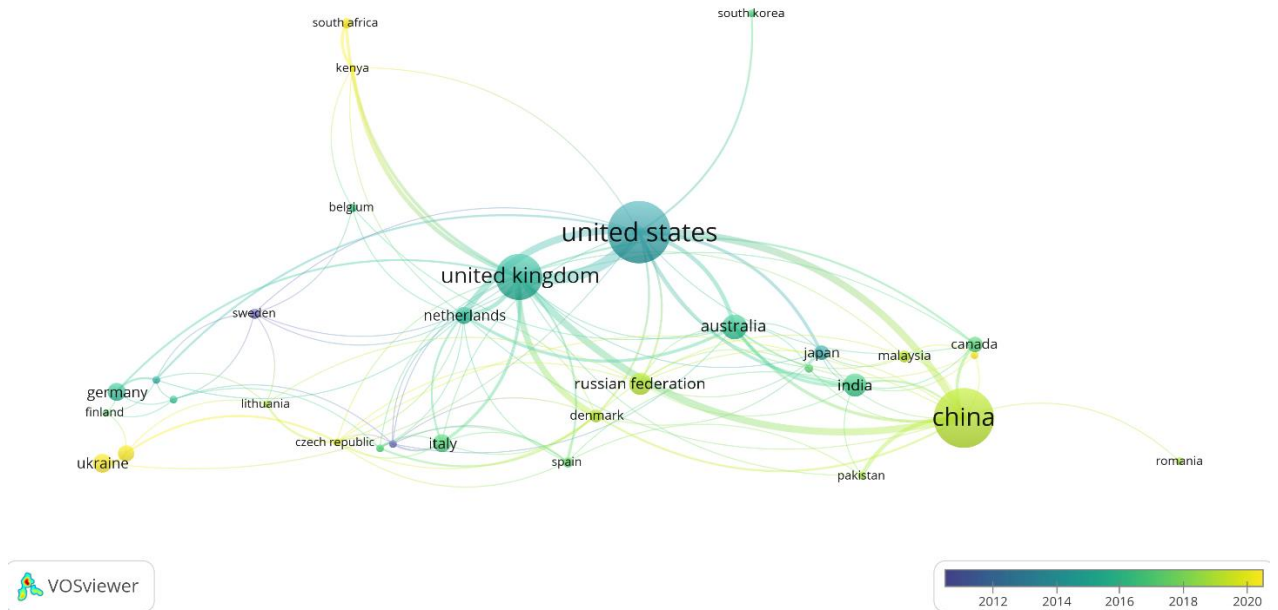 south africa
south korea
kenya
belgium
united states
united kingdom
sweden
netherlands
australia
canada
japan
malaysia
russian federation
india
germany
lithuania
finland
denmark
china
czech republic
italy
ukraine
spain
romania
pakistan
VOSviewer
2012 2014 2016 2018 2020